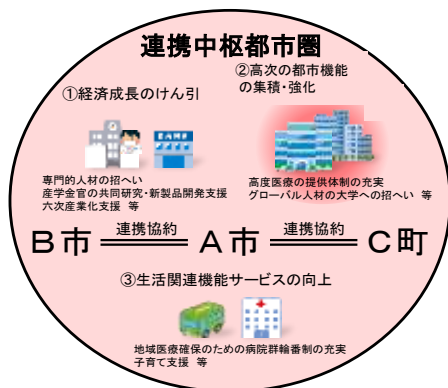 連携中枢都市圏
①経済成長のけん引
②高次の都市機能
の集積・強化
専門的人材の招へい
産学金官の共同研究・新製品開発支援
六次産業化支援 等
高度医療の提供体制の充実
グローバル人材の大学への招へい 等
B市 連携協約 A市 連携協約 C町
③生活関連機能サービスの向上
地域医療確保のための病院群輪番制の充実
子育て支援 等